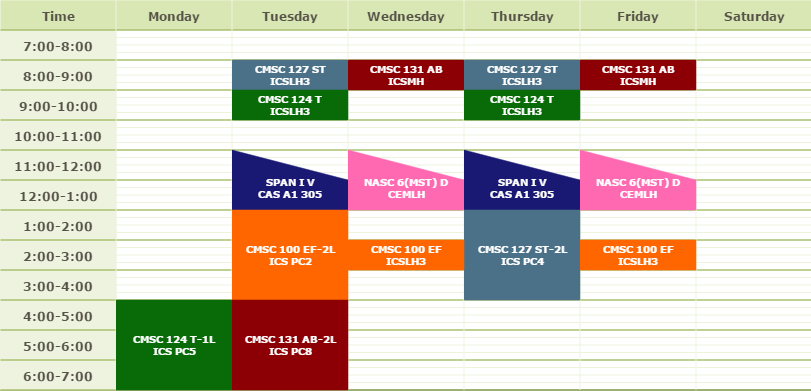 Time Monday Tuesday Wednesday Thursday Friday Saturday
7:00-8:00
8:00-9:00
CMSC 127 ST
ICSLH3
CMSC 131 AB
ICSMH
CMSC 127 ST
ICSLH3
CMSC 131 AB
ICSMH
9:00-10:00
CMSC 124 T
ICSLH3
CMSC 124 T
ICSLH3
10:00-11:00
11:00-12:00
12:00-1:00
SPAN I V
CAS A1 305
NASC 6(MST) D
CEMLH
SPAN I V
CAS A1 305
NASC 6(MST) D
CEMLH
1:00-2:00
2:00-3:00
CMSC 100 EF-2L
ICS PC2
CMSC 100 EF
ICSLH3
CMSC 127 ST-2L
ICS PC4
CMSC 100 EF
ICSLH3
3:00-4:00
4:00-5:00
5:00-6:00
CMSC 124 T-1L
ICS PC5
CMSC 131 AB-2L
ICS PC8
6:00-7:00